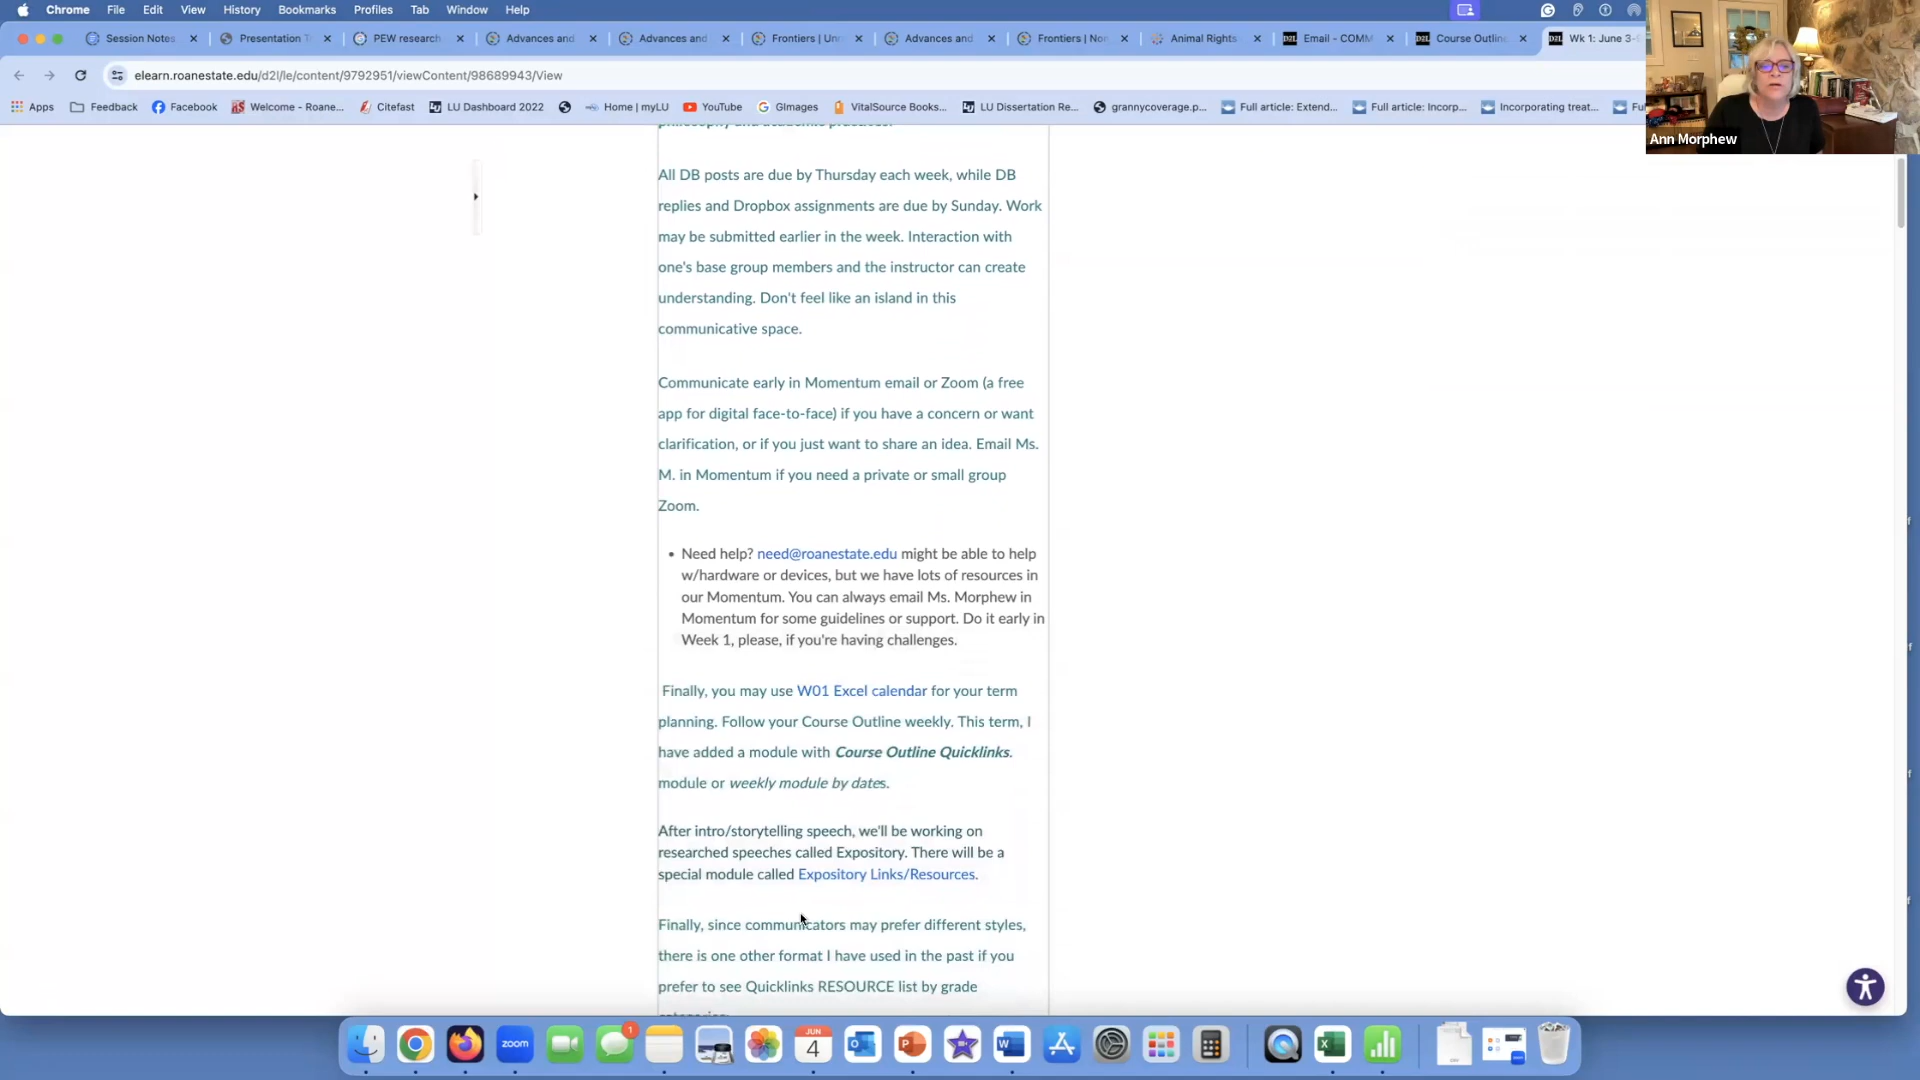 Chrome File Edit View History Bookmarks Profiles Tab Window Help
Session Notes Presentation PEW research Advances and Advances and Frontiers | Un Advances and Frontiers | Non Animal Rights Email - COMM Course Outline Wk 1: June 3-
elearn.roanestate.edu/d2l/le/content/9792951/viewContent/98689943/View
Apps Feedback Facebook Welcome - Roane... Citefast LU Dashboard 2022 Home | myLU YouTube GImages VitalSource Books... LU Dissertation Re... grannycoverage.p... Full article: Extend... Full article: Incorp... Incorporating treat...
Ann Morphew
philosophy and academic practices.
All DB posts are due by Thursday each week, while DB
replies and Dropbox assignments are due by Sunday. Work
may be submitted earlier in the week. Interaction with
one's base group members and the instructor can create
understanding. Don't feel like an island in this
communicative space.
Communicate early in Momentum email or Zoom (a free
app for digital face-to-face) if you have a concern or want
clarification, or if you just want to share an idea. Email Ms.
M. in Momentum if you need a private or small group
Zoom.
• Need help? need@roanestate.edu might be able to help
w/hardware or devices, but we have lots of resources in
our Momentum. You can always email Ms. Morphew in
Momentum for some guidelines or support. Do it early in
Week 1, please, if you're having challenges.
Finally, you may use W01 Excel calendar for your term
planning. Follow your Course Outline weekly. This term, I
have added a module with Course Outline Quicklinks.
module or weekly module by dates.
After intro/storytelling speech, we'll be working on
researched speeches called Expository. There will be a
special module called Expository Links/Resources.
Finally, since communicators may prefer different styles,
there is one other format I have used in the past if you
prefer to see Quicklinks RESOURCE list by grade
zoom
1
JUN
4